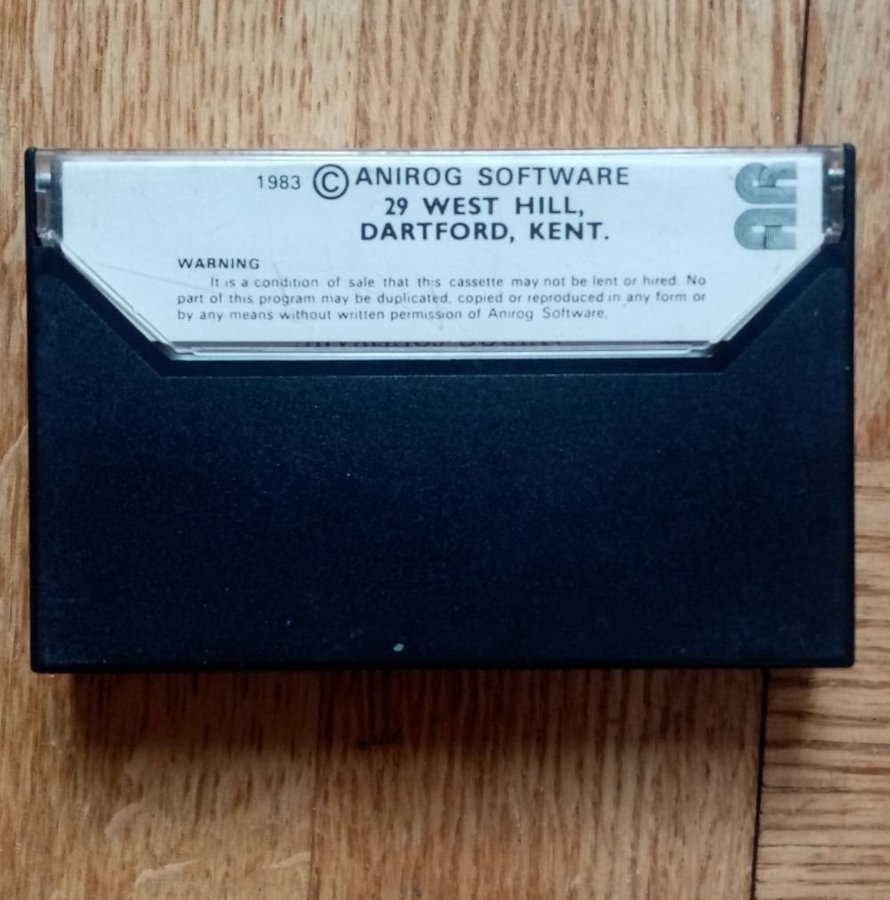 1983 © ANIROG SOFTWARE
29 WEST HILL,
DARTFORD, KENT.
AR
WARNING
It is a condition of sale that this cassette may not be lent or hired. No
part of this program may be duplicated, copied or reproduced in any form or
by any means without written permission of Anirog Software.